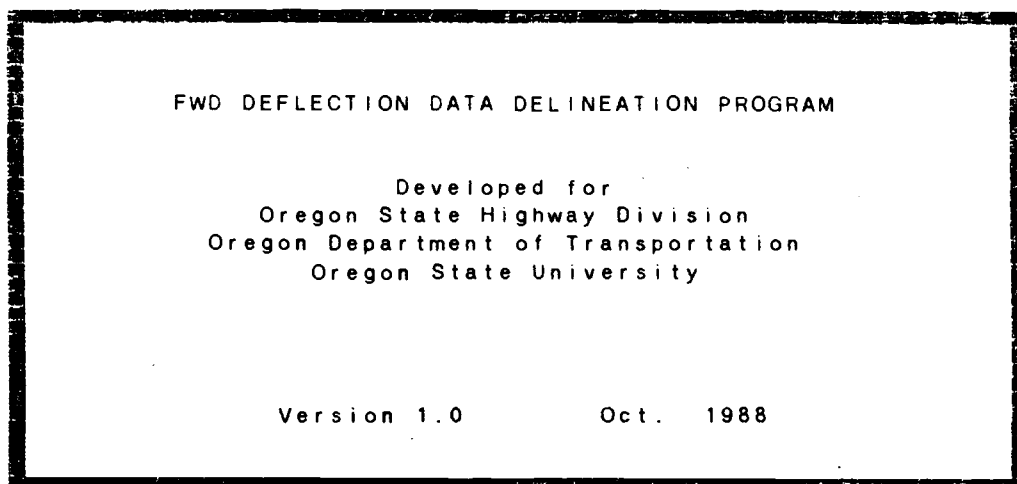 FWD DEFLECTION DATA DELINEATION PROGRAM
Developed for
Oregon State Highway Division
Oregon Department of Transportation
Oregon State University
Version 1.0 Oct. 1988